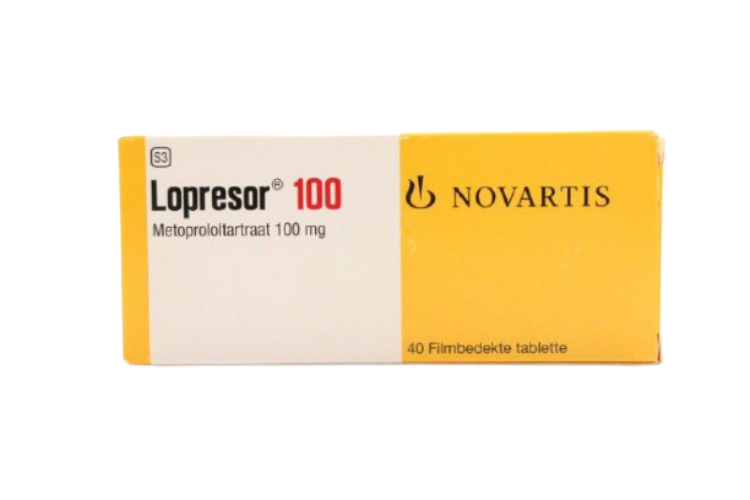 S3
Lopresor® 100
Metoprololtartraat 100 mg
NOVARTIS
40 Filmbedekte tablette